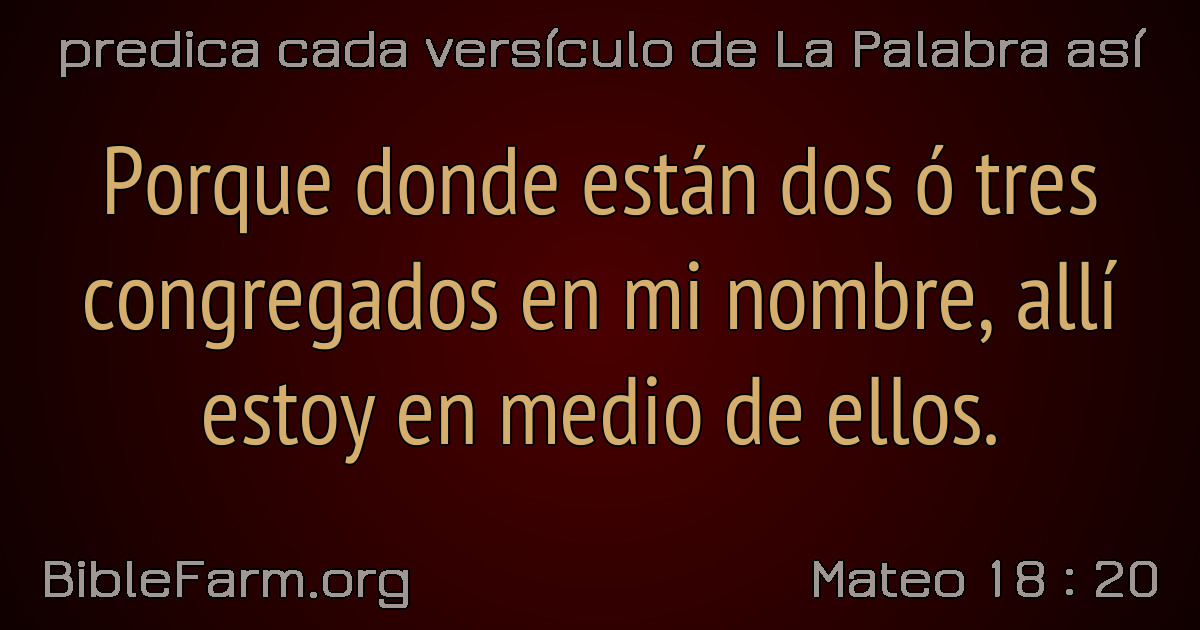 predica cada versículo de La Palabra así
Porque donde están dos ó tres
congregados en mi nombre, allí
estoy en medio de ellos.
BibleFarm.org
Mateo 18 : 20